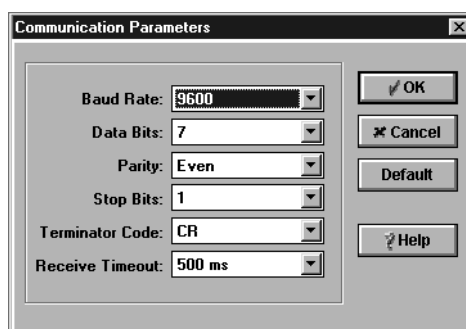 Communication Parameters
Baud Rate: 9600
Data Bits: 7
Parity: Even
Stop Bits: 1
Terminator Code: CR
Receive Timeout: 500 ms
OK
Cancel
Default
Help